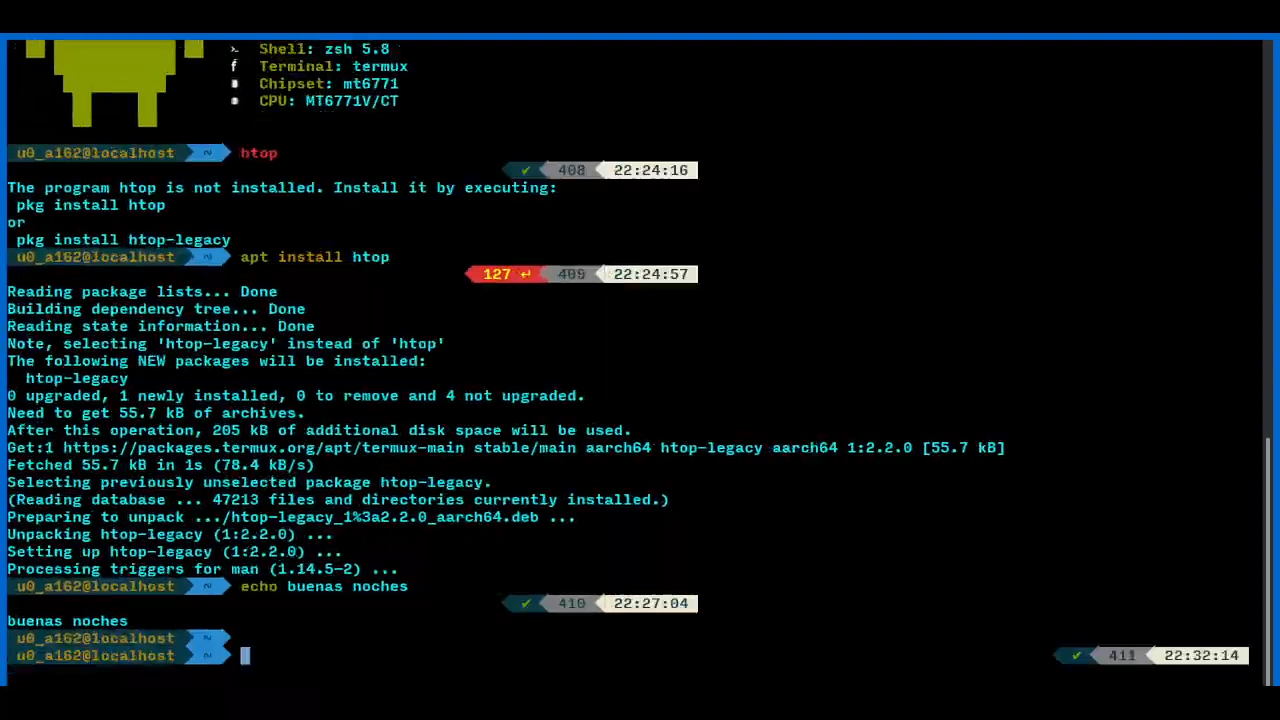 Shell: zsh 5.8
Terminal: termux
Chipset: mt6771
CPU: MT6771V/CT
u0_a162@localhost ~ htop
✔ 408 22:24:16
The program htop is not installed. Install it by executing:
pkg install htop
or
pkg install htop-legacy
u0_a162@localhost ~ apt install htop
127 ↵ 409 22:24:57
Reading package lists... Done
Building dependency tree... Done
Reading state information... Done
Note, selecting 'htop-legacy' instead of 'htop'
The following NEW packages will be installed:
htop-legacy
0 upgraded, 1 newly installed, 0 to remove and 4 not upgraded.
Need to get 55.7 kB of archives.
After this operation, 205 kB of additional disk space will be used.
Get:1 https://packages.termux.org/apt/termux-main stable/main aarch64 htop-legacy aarch64 1:2.2.0 [55.7 kB]
Fetched 55.7 kB in 1s (78.4 kB/s)
Selecting previously unselected package htop-legacy.
(Reading database ... 47213 files and directories currently installed.)
Preparing to unpack .../htop-legacy_1%3a2.2.0_aarch64.deb ...
Unpacking htop-legacy (1:2.2.0) ...
Setting up htop-legacy (1:2.2.0) ...
Processing triggers for man (1.14.5-2) ...
u0_a162@localhost ~ echo buenas noches
✔ 410 22:27:04
buenas noches
u0_a162@localhost ~
u0_a162@localhost ~ ✔ 411 22:32:14